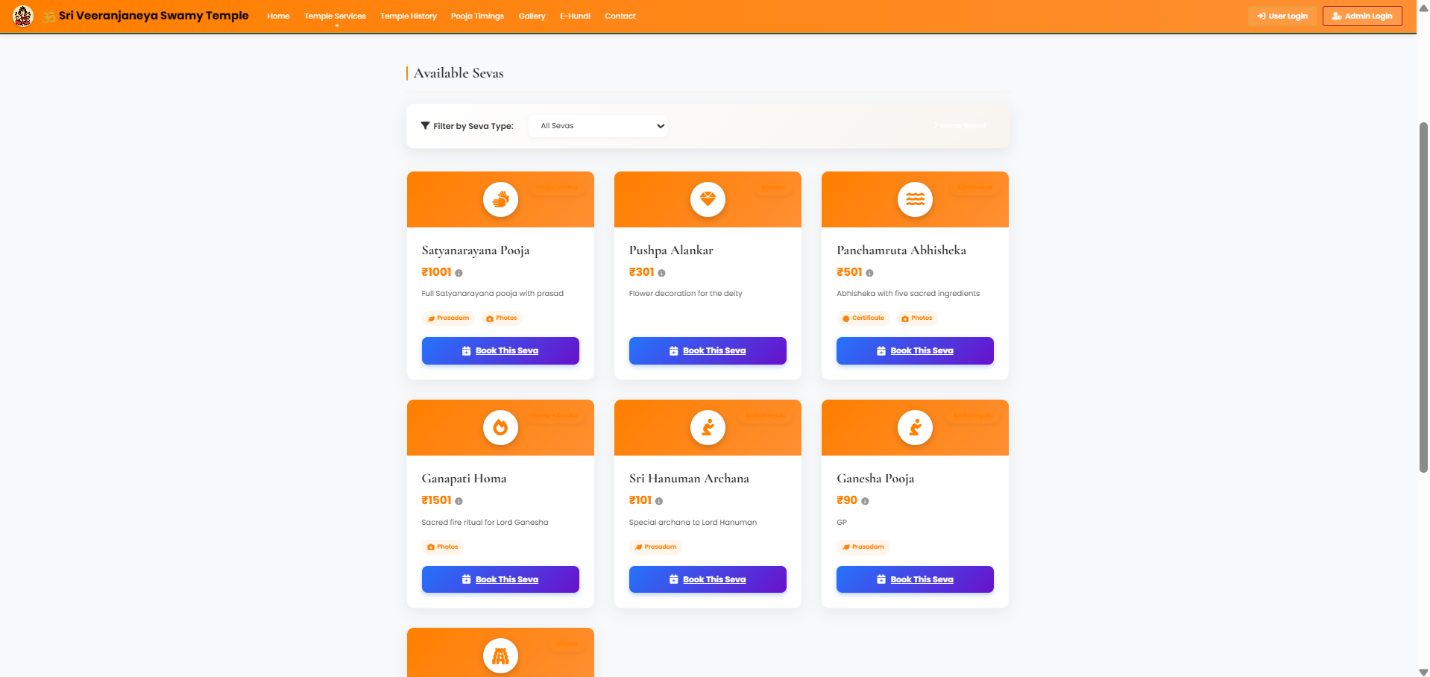 ॐ Sri Veeranjaneya Swamy Temple Home Temple Services Temple History Pooja Timings Gallery E-Hundi Contact User Login Admin Login
Available Sevas
Filter by Seva Type: All Sevas
Satyanarayana Pooja
₹1001
Full Satyanarayana pooja with prasad
Prasadam Photos
Book This Seva
Pushpa Alankar
₹301
Flower decoration for the deity
Book This Seva
Panchamruta Abhisheka
₹501
Abhisheka with five sacred ingredients
Certificate Photos
Book This Seva
Ganapati Homa
₹1501
Sacred fire ritual for Lord Ganesha
Photos
Book This Seva
Sri Hanuman Archana
₹101
Special archana to Lord Hanuman
Prasadam
Book This Seva
Ganesha Pooja
₹90
GP
Prasadam
Book This Seva